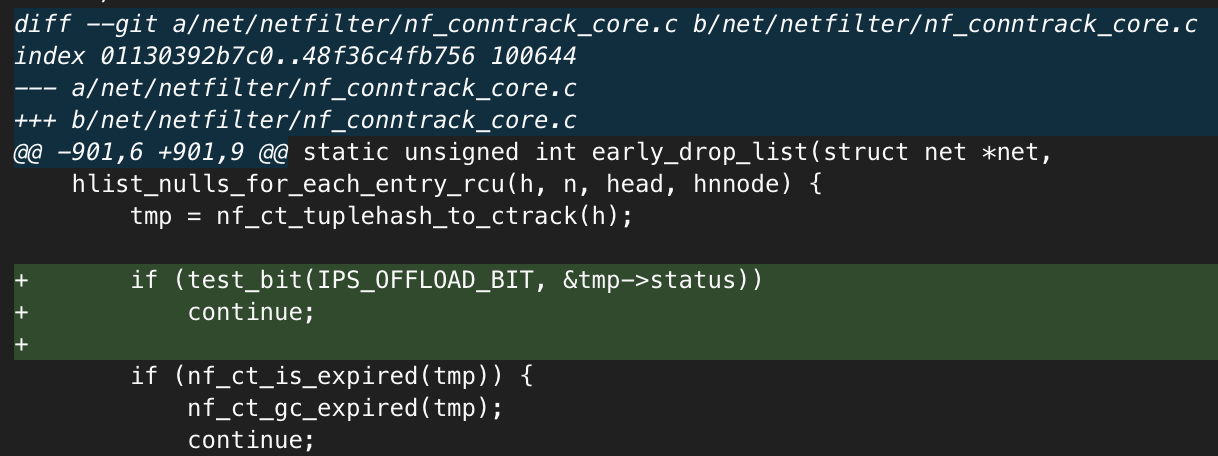 diff --git a/net/netfilter/nf_conntrack_core.c b/net/netfilter/nf_conntrack_core.c
index 01130392b7c0..48f36c4fb756 100644
--- a/net/netfilter/nf_conntrack_core.c
+++ b/net/netfilter/nf_conntrack_core.c
@@ -901,6 +901,9 @@ static unsigned int early_drop_list(struct net *net,
    hlist_nulls_for_each_entry_rcu(h, n, head, hnnode) {
        tmp = nf_ct_tuplehash_to_ctrack(h);

+       if (test_bit(IPS_OFFLOAD_BIT, &tmp->status))
+           continue;
+
        if (nf_ct_is_expired(tmp)) {
            nf_ct_gc_expired(tmp);
            continue;